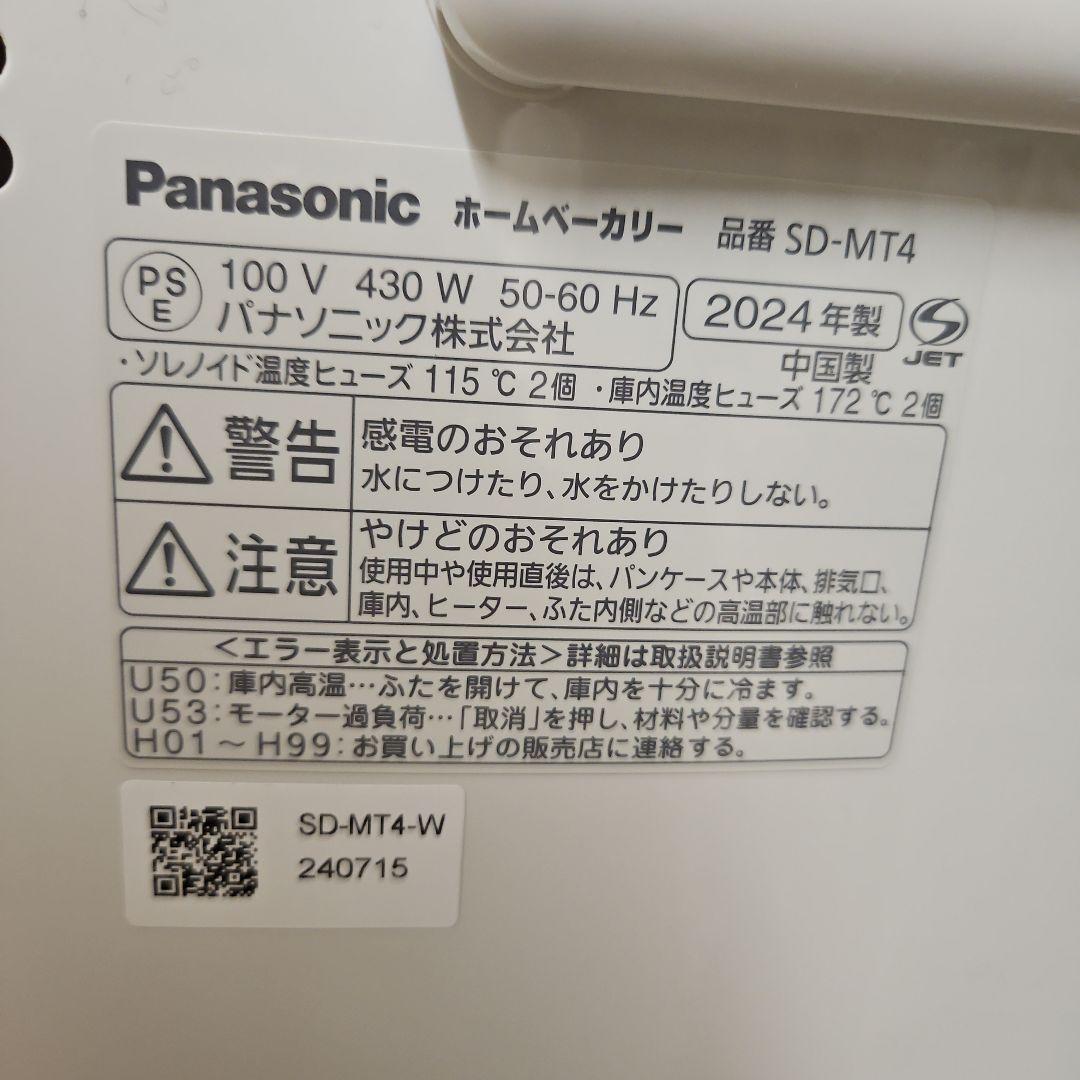 Panasonic ホームベーカリー 品番 SD-MT4
PS E 100 V 430 W 50-60 Hz
パナソニック株式会社
2024年製
中国製
JET
・ソレノイド温度ヒューズ 115 ℃ 2個 ・庫内温度ヒューズ 172 ℃ 2個
警告
感電のおそれあり
水につけたり、水をかけたりしない。
注意
やけどのおそれあり
使用中や使用直後は、パンケースや本体、排気口、
庫内、ヒーター、ふた内側などの高温部に触れない。
<エラー表示と処置方法>詳細は取扱説明書参照
U50:庫内高温…ふたを開けて、庫内を十分に冷ます。
U53:モーター過負荷…「取消」を押し、材料や分量を確認する。
H01～H99:お買い上げの販売店に連絡する。
SD-MT4-W
240715